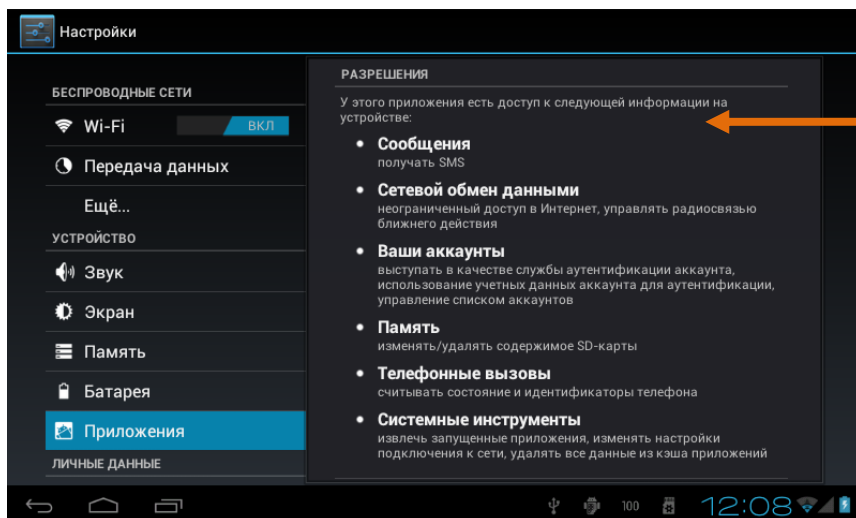 Настройки
БЕСПРОВОДНЫЕ СЕТИ
Wi-Fi
ВКЛ
Передача данных
Ещё...
УСТРОЙСТВО
Звук
Экран
Память
Батарея
Приложения
ЛИЧНЫЕ ДАННЫЕ
РАЗРЕШЕНИЯ
У этого приложения есть доступ к следующей информации на
устройстве:
• Сообщения
получать SMS
• Сетевой обмен данными
неограниченный доступ в Интернет, управлять радиосвязью
ближнего действия
• Ваши аккаунты
выступать в качестве службы аутентификации аккаунта,
использование учетных данных аккаунта для аутентификации,
управление списком аккаунтов
• Память
изменять/удалять содержимое SD-карты
• Телефонные вызовы
считывать состояние и идентификаторы телефона
• Системные инструменты
извлечь запущенные приложения, изменять настройки
подключения к сети, удалять все данные из кэша приложений
100
12:08